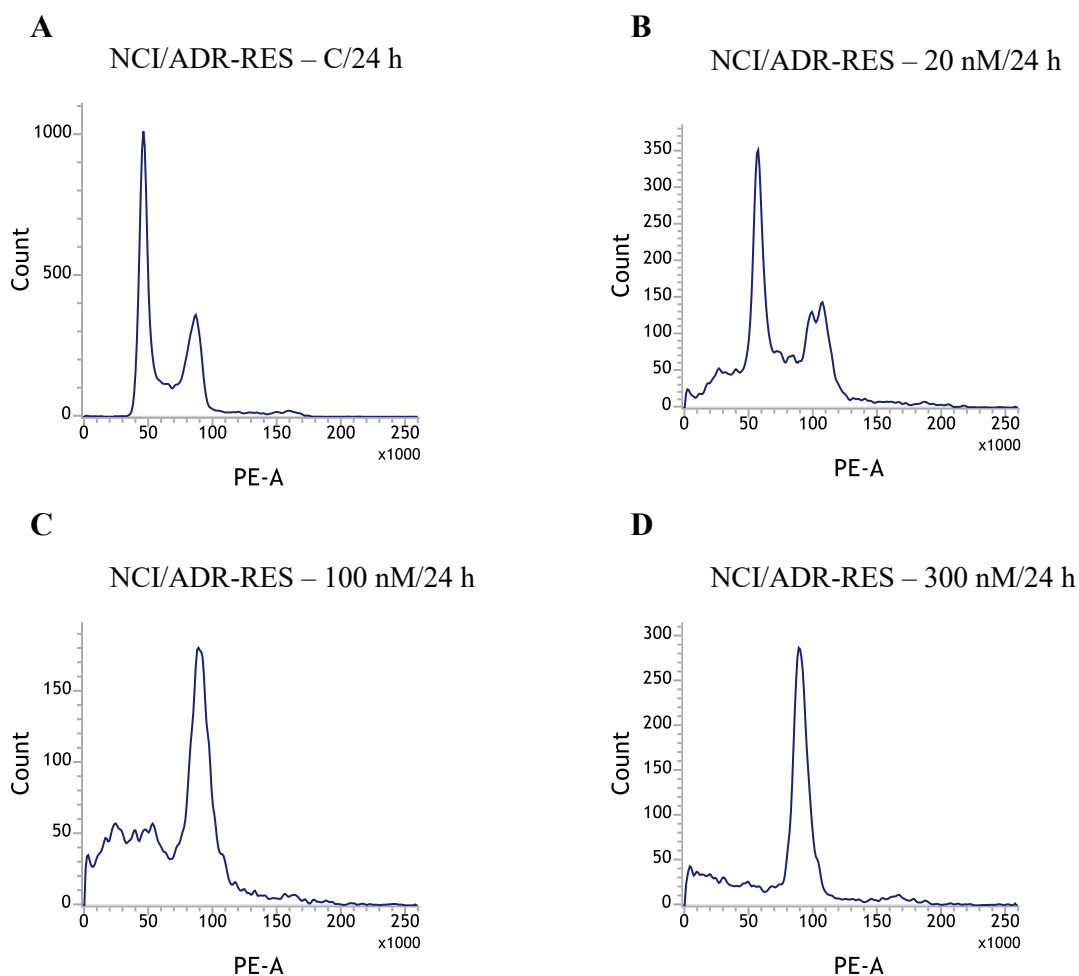 A
NCI/ADR-RES – C/24 h
1000
500
0
Count
0 50 100 150 200 250
x1000
PE-A
B
NCI/ADR-RES – 20 nM/24 h
350
300
250
200
150
100
50
0
Count
0 50 100 150 200 250
x1000
PE-A
C
NCI/ADR-RES – 100 nM/24 h
150
100
50
0
Count
0 50 100 150 200 250
x1000
PE-A
D
NCI/ADR-RES – 300 nM/24 h
300
250
200
150
100
50
0
Count
0 50 100 150 200 250
x1000
PE-A